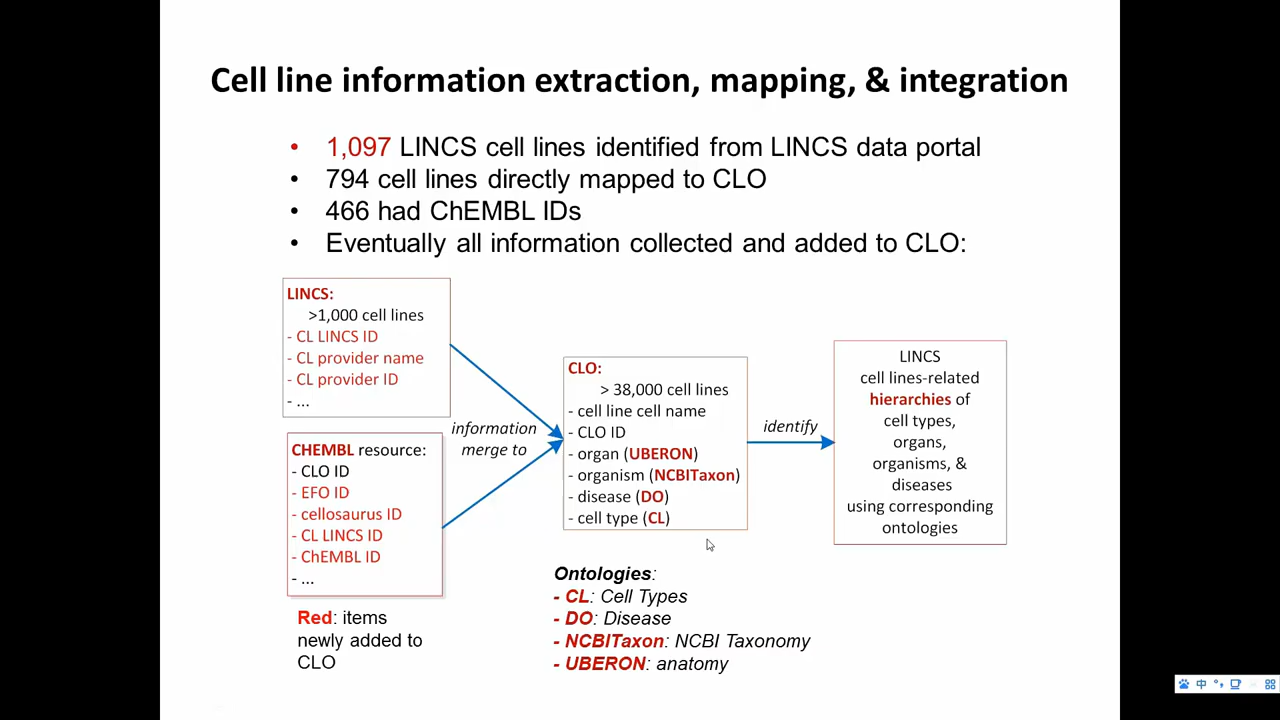 Cell line information extraction, mapping, & integration
• 1,097 LINCS cell lines identified from LINCS data portal
• 794 cell lines directly mapped to CLO
• 466 had ChEMBL IDs
• Eventually all information collected and added to CLO:
LINCS:
>1,000 cell lines
- CL LINCS ID
- CL provider name
- CL provider ID
- ...
CHEMBL resource:
- CLO ID
- EFO ID
- cellosaurus ID
- CL LINCS ID
- ChEMBL ID
- ...
Red: items
newly added to
CLO
information
merge to
CLO:
> 38,000 cell lines
- cell line cell name
- CLO ID
- organ (UBERON)
- organism (NCBITaxon)
- disease (DO)
- cell type (CL)
identify
LINCS
cell lines-related
hierarchies of
cell types,
organs,
organisms, &
diseases
using corresponding
ontologies
Ontologies:
- CL: Cell Types
- DO: Disease
- NCBITaxon: NCBI Taxonomy
- UBERON: anatomy
中